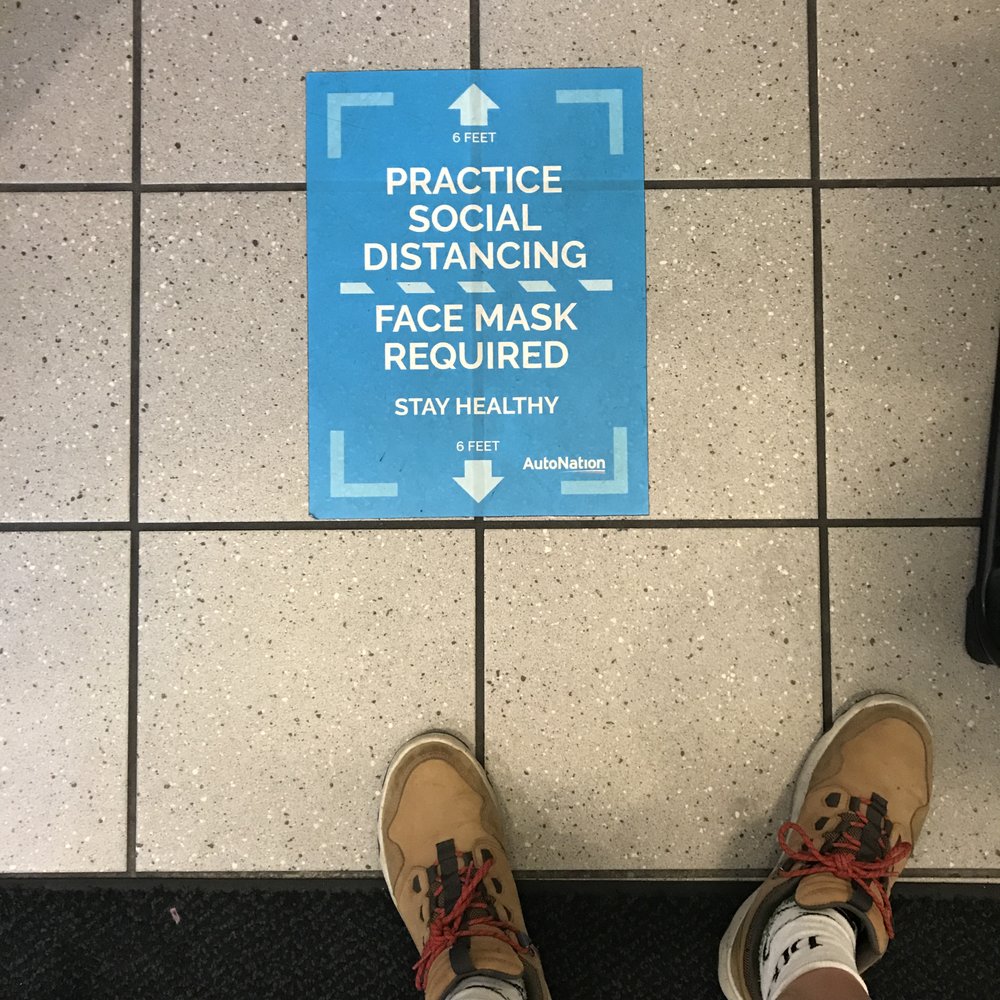 6 FEET
PRACTICE
SOCIAL
DISTANCING
FACE MASK
REQUIRED
STAY HEALTHY
6 FEET
AutoNation